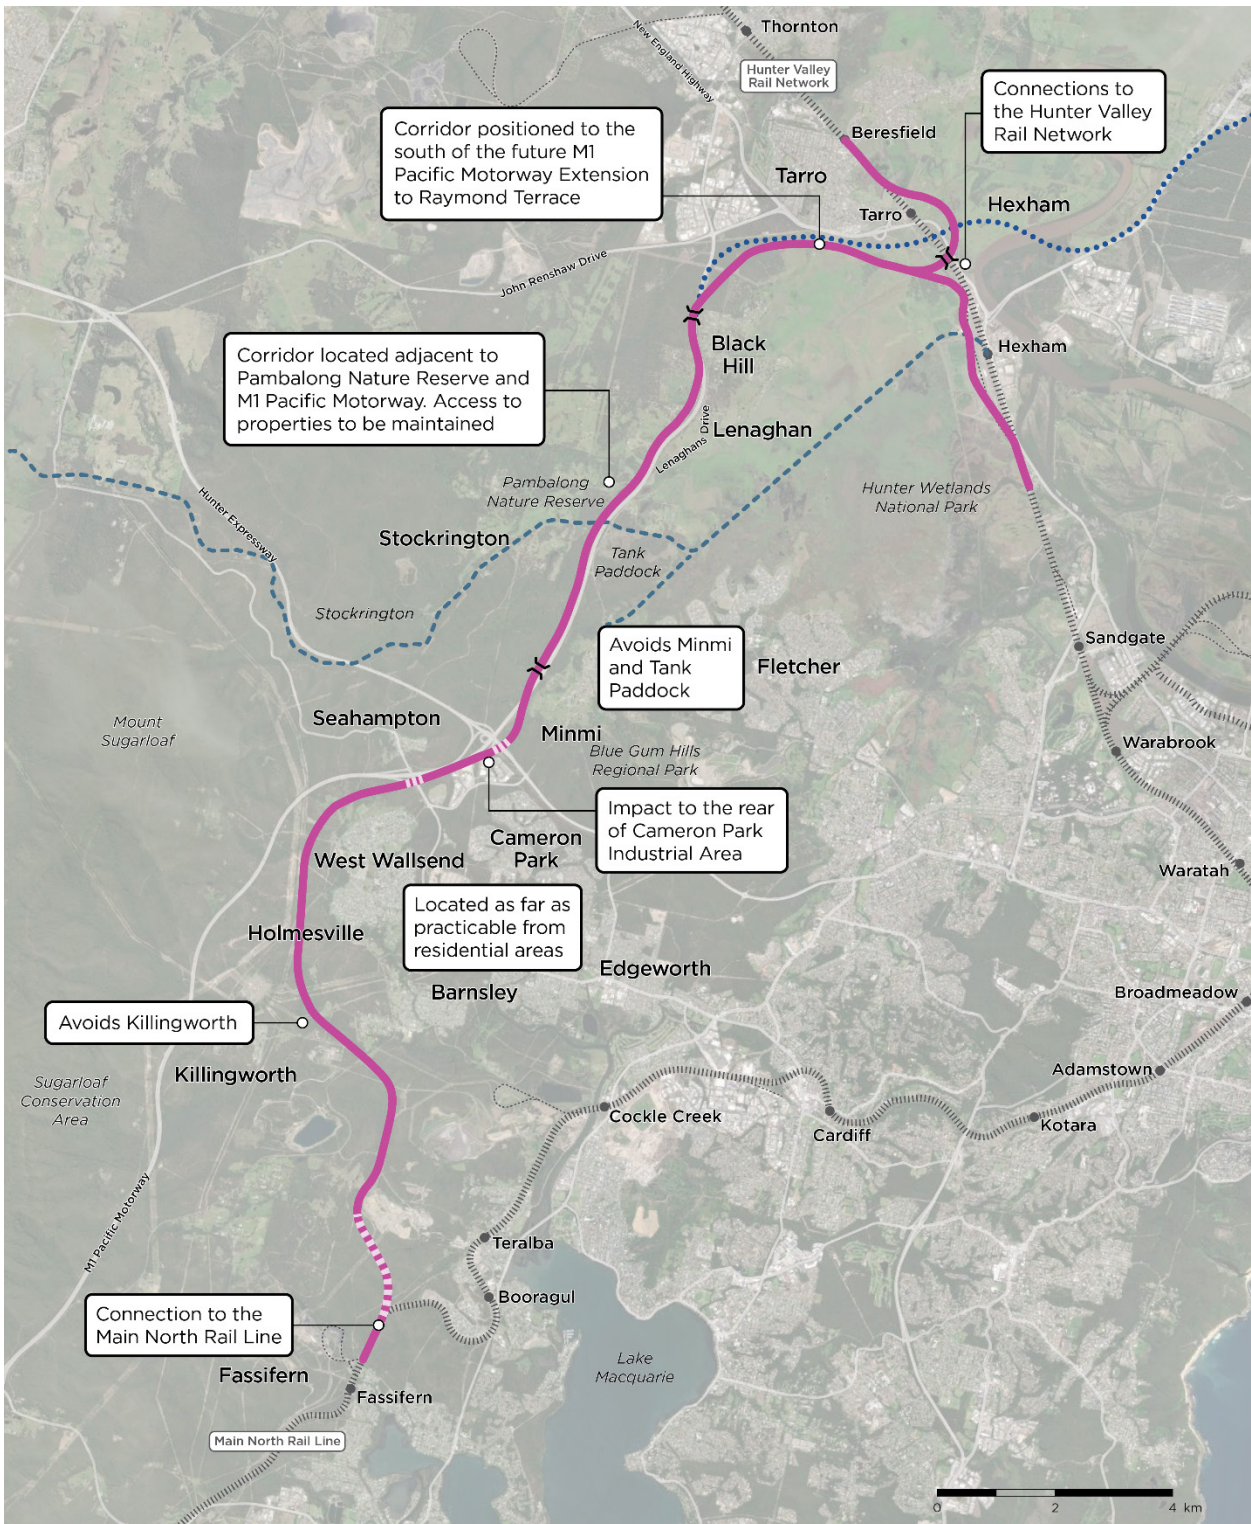 Thornton
New England Highway
Hunter Valley
Rail Network
Connections to
the Hunter Valley
Rail Network
Corridor positioned to the
south of the future M1
Pacific Motorway Extension
to Raymond Terrace
Beresfield
Tarro
Tarro
Hexham
John Renshaw Drive
Corridor located adjacent to
Pambalong Nature Reserve and
M1 Pacific Motorway. Access to
properties to be maintained
Black
Hill
Hexham
Lenaghans Drive
Lenaghan
Pambalong
Nature Reserve
Hunter Wetlands
National Park
Hunter Expressway
Stockrington
Tank
Paddock
Stockrington
Avoids Minmi
and Tank
Paddock
Fletcher
Sandgate
Mount
Sugarloaf
Seahampton
Minmi
Blue Gum Hills
Regional Park
Warabrook
Impact to the rear
of Cameron Park
Industrial Area
Cameron
Park
West Wallsend
Waratah
Located as far as
practicable from
residential areas
Holmesville
Edgeworth
Barnsley
Broadmeadow
Avoids Killingworth
Killingworth
Sugarloaf
Conservation
Area
Adamstown
Cockle Creek
Cardiff
Kotara
M1 Pacific Motorway
Teralba
Booragul
Connection to the
Main North Rail Line
Lake
Macquarie
Fassifern
Fassifern
Main North Rail Line
0 2 4 km